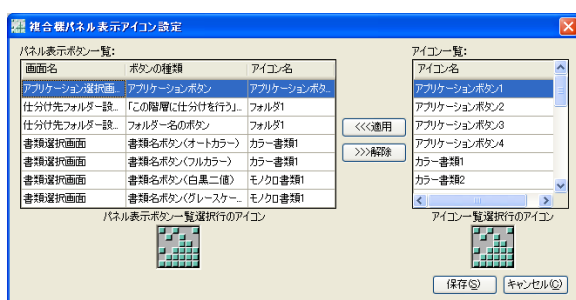 複合機パネル表示アイコン設定
パネル表示ボタン一覧:
画面名 ボタンの種類 アイコン名
アプリケーション選択画... アプリケーションボタン アプリケーションボタ...
仕分け先フォルダー設... 「この階層に仕分けを行う」... フォルダ1
仕分け先フォルダー設... フォルダー名のボタン フォルダ1
書類選択画面 書類名ボタン(オートカラー) カラー書類1
書類選択画面 書類名ボタン(フルカラー) カラー書類1
書類選択画面 書類名ボタン(白黒二値) モノクロ書類1
書類選択画面 書類名ボタン(グレースケー... モノクロ書類1
パネル表示ボタン一覧選択行のアイコン
<<<適用
>>>解除
アイコン一覧:
アイコン名
アプリケーションボタン1
アプリケーションボタン2
アプリケーションボタン3
アプリケーションボタン4
カラー書類1
カラー書類2
アイコン一覧選択行のアイコン
保存(S) キャンセル(C)